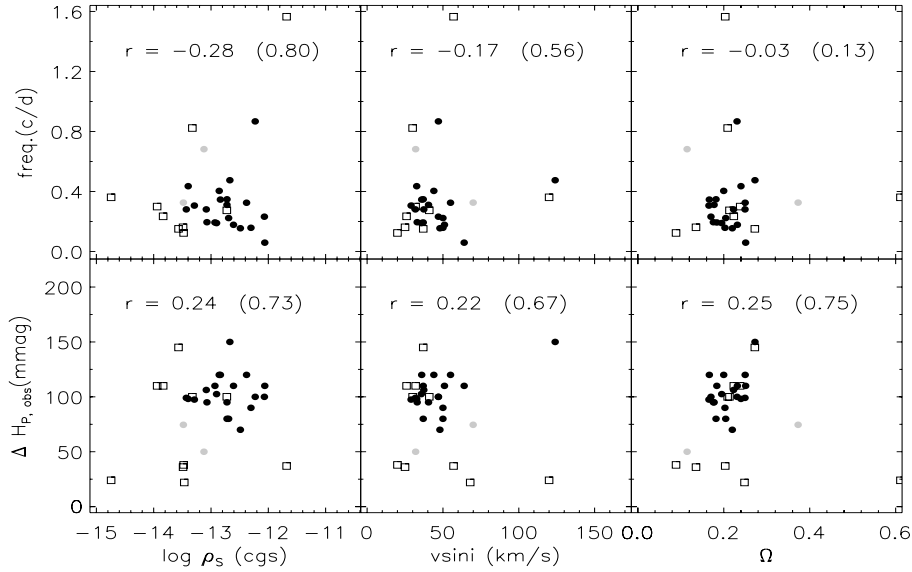 1.6
1.2
0.8
0.4
0.0
freq.(c/d)
r = −0.28 (0.80)
r = −0.17 (0.56)
r = −0.03 (0.13)
200
150
100
50
0
Δ H_P, obs (mmag)
r = 0.24 (0.73)
r = 0.22 (0.67)
r = 0.25 (0.75)
−15 −14 −13 −12 −11
0 50 100 150
0.0 0.2 0.4 0.6
log ρ_S (cgs)
vsini (km/s)
Ω